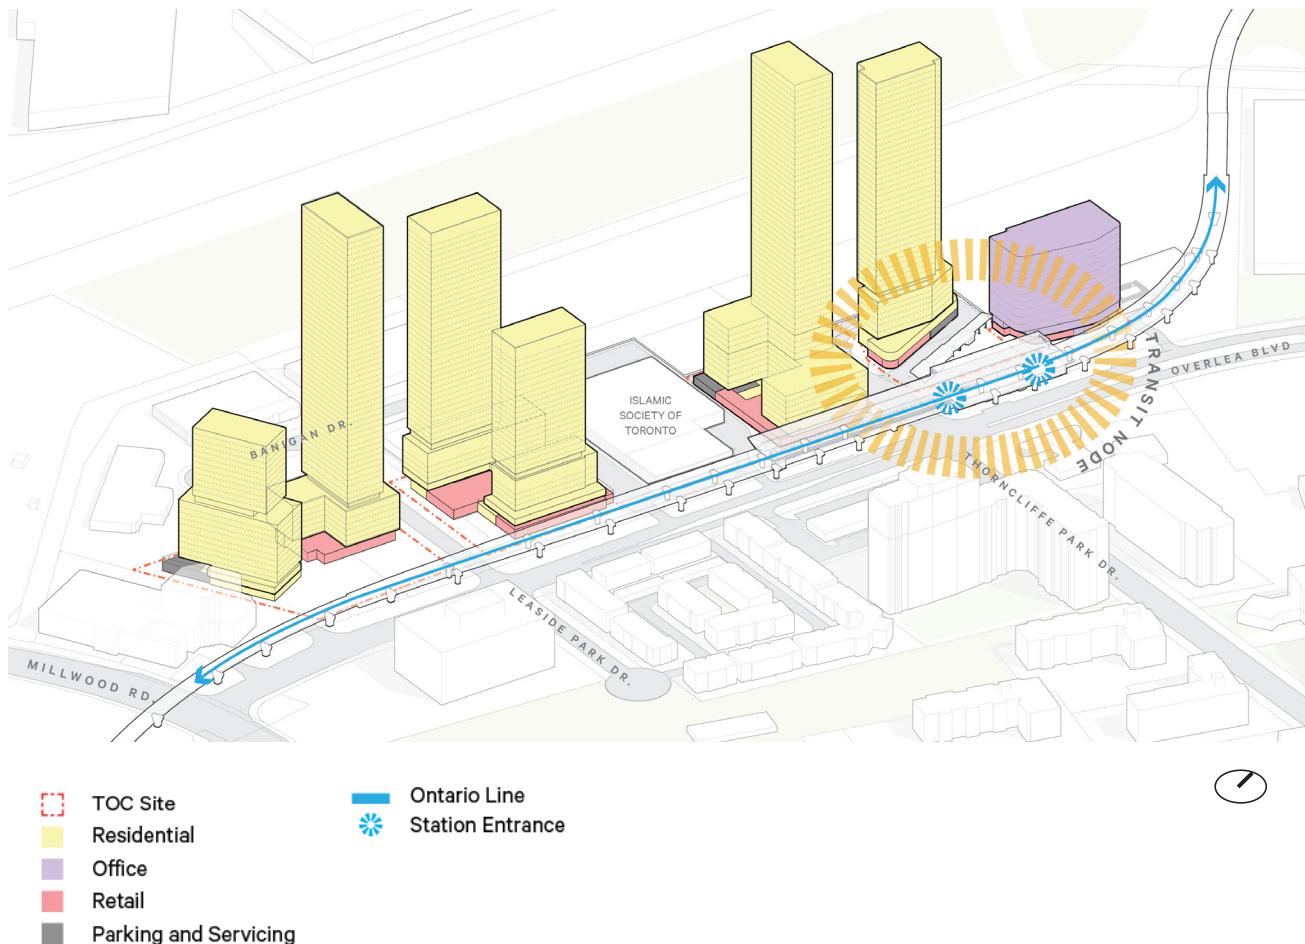 BANIGAN DR.
ISLAMIC
SOCIETY OF
TORONTO
TRANSIT NODE
OVERLEA BLVD
THORNCLIFFE PARK DR.
LEASIDE PARK DR.
MILLWOOD RD.
TOC Site
Residential
Office
Retail
Parking and Servicing
Ontario Line
Station Entrance